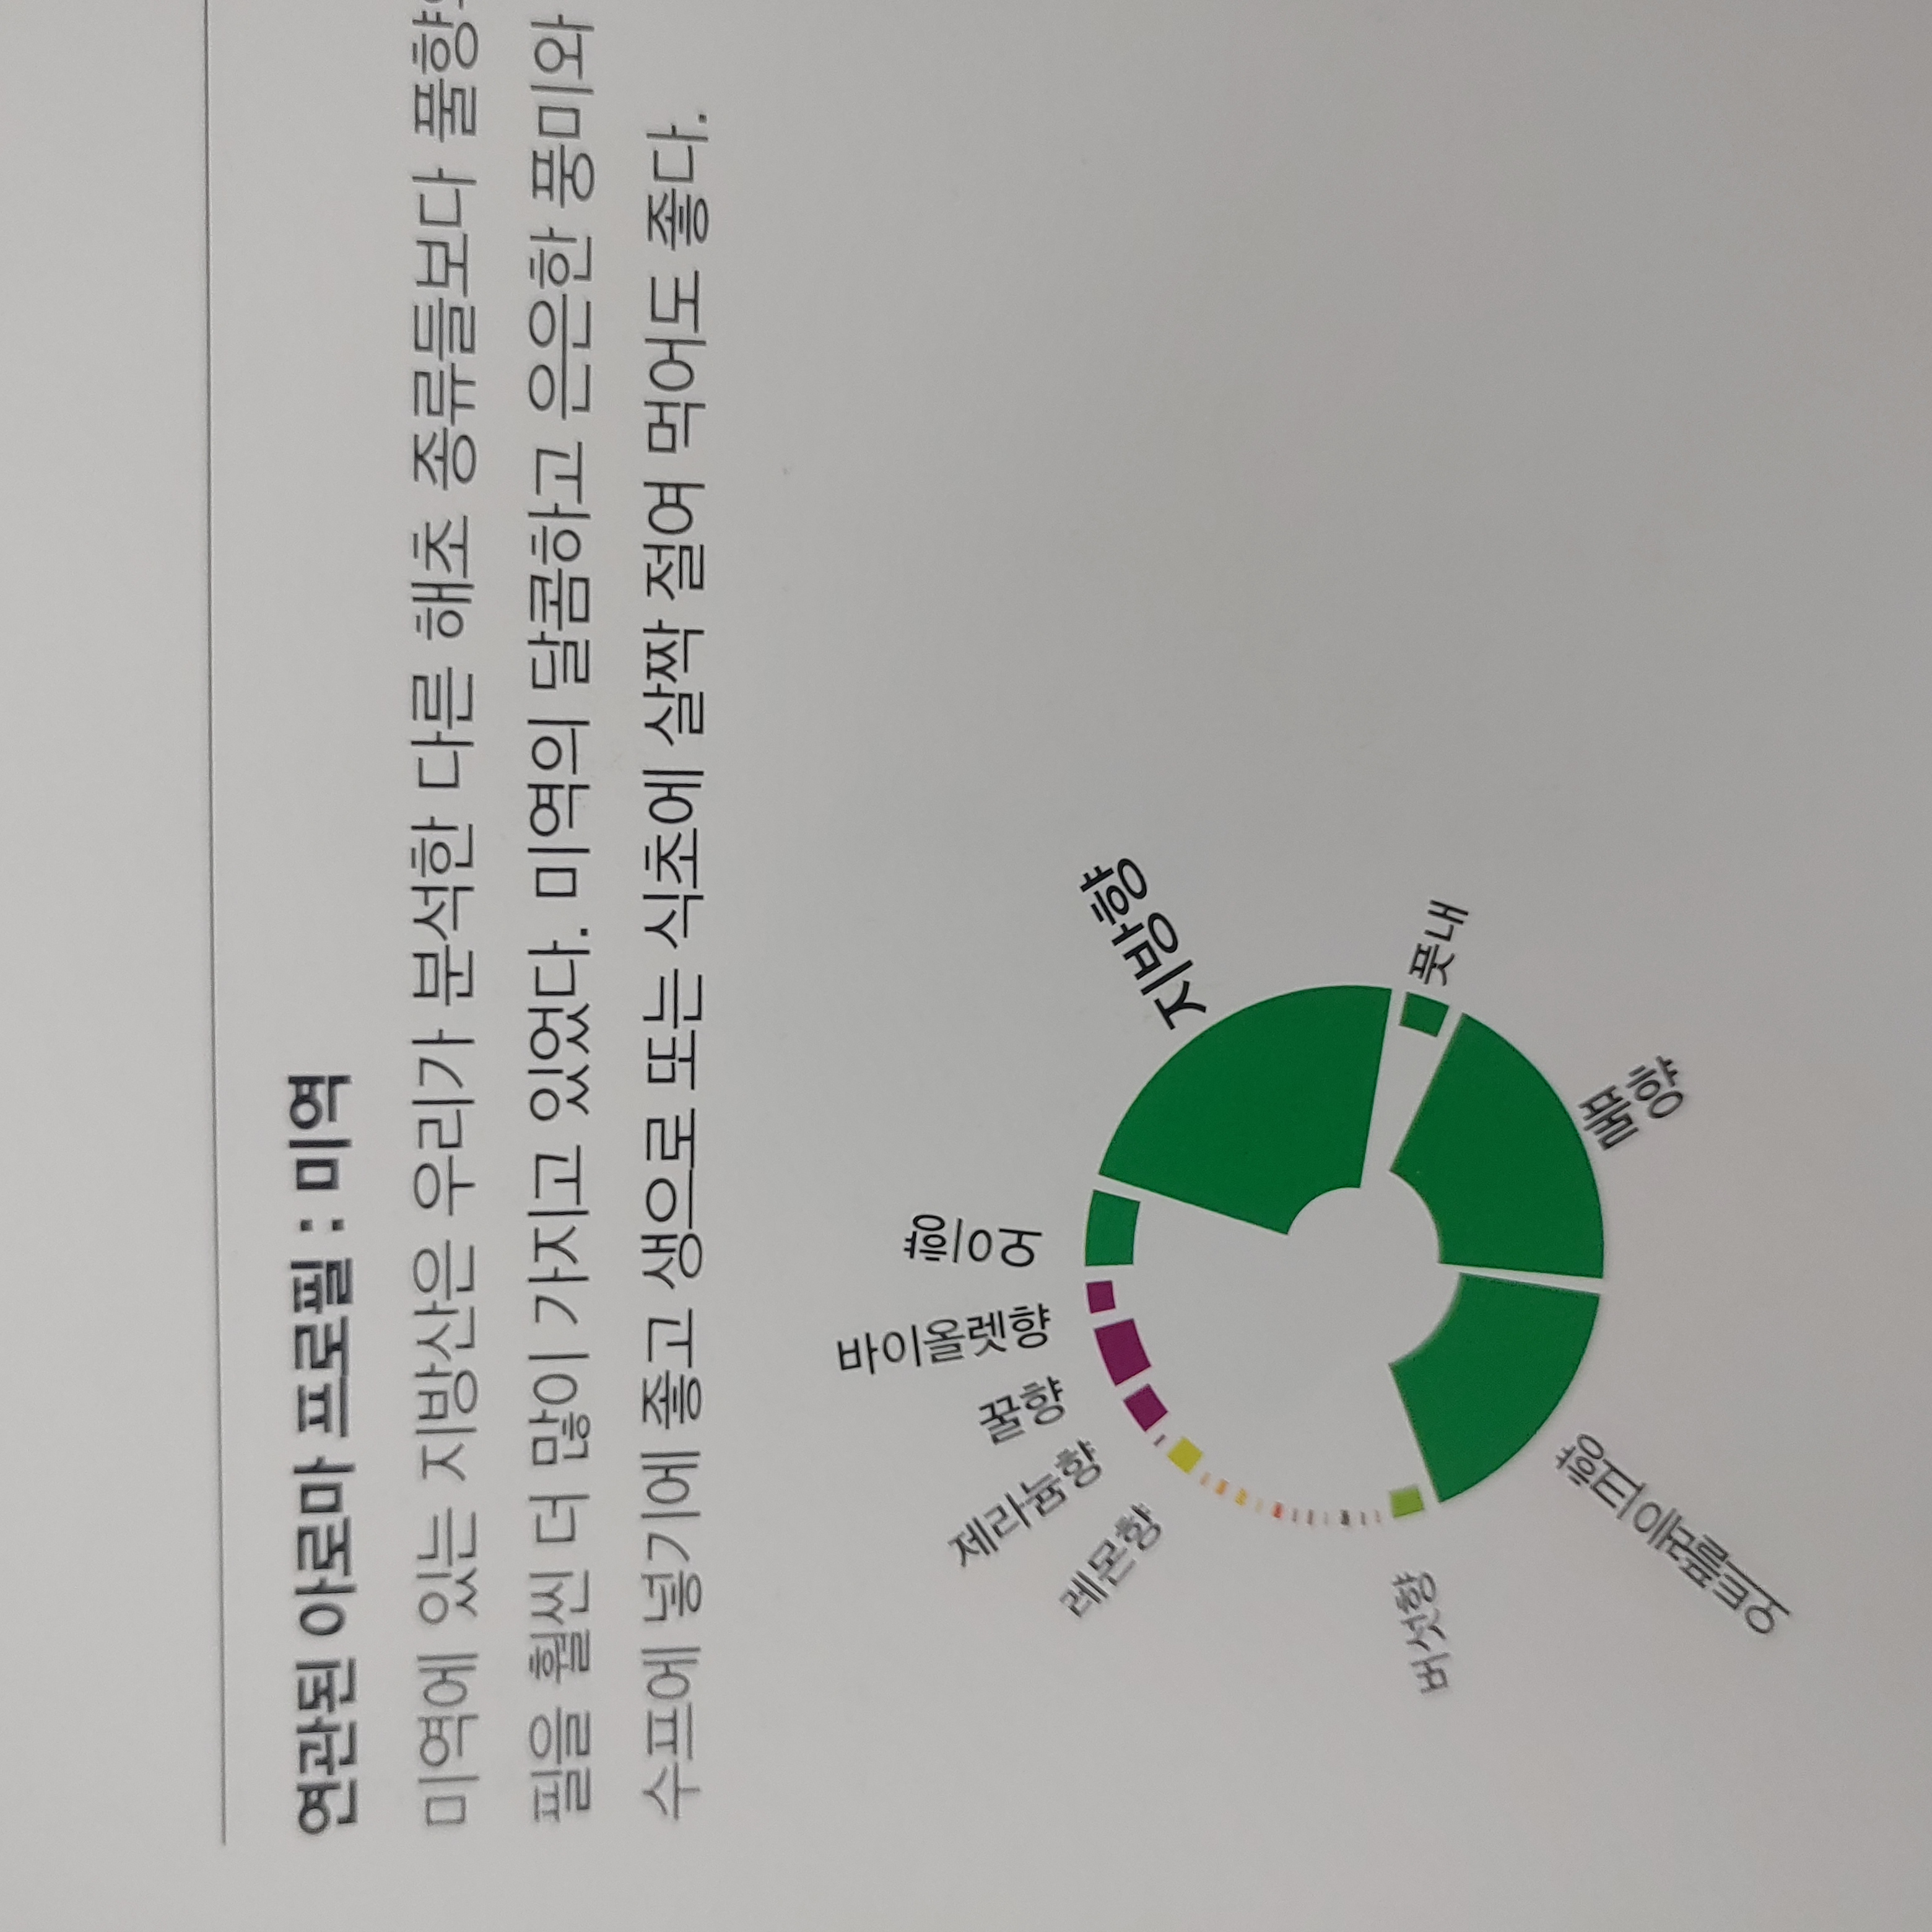 연관된 아로마 프로필 : 미역
미역에 있는 지방산은 우리가 분석한 다른 해초 종류들보다 풀향
필을 훨씬 더 많이 가지고 있었다. 미역의 달콤하고 은은한 풍미와
수프에 넣기에 좋고 생으로 또는 식초에 살짝 절여 먹어도 좋다.
바이올렛향
오이향
꿀향
제라늄향
레몬향
지방향
버섯향
풋내
풀향
오트플레이크향